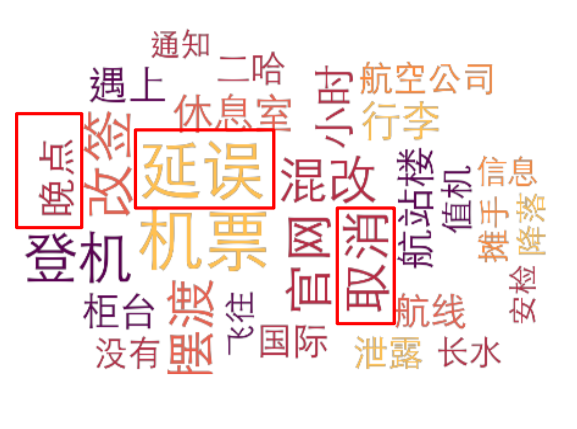 通知
二哈
遇上
航空公司
小时
休息室
行李
改签
晚点
延误
混改
航站楼
值机
信息
机票
官网
取消
摊手
降落
登机
安检
柜台
摆渡
飞往
航线
没有
国际
泄露
长水